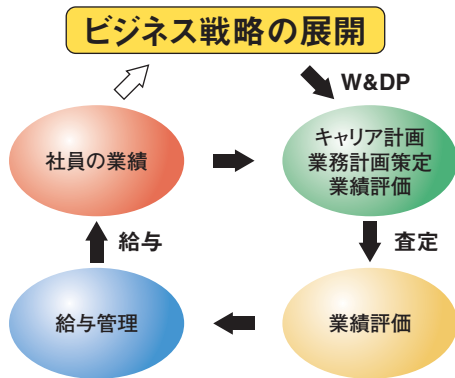 ビジネス戦略の展開
W&DP
社員の業績
キャリア計画
業務計画策定
業績評価
給与
査定
給与管理
業績評価